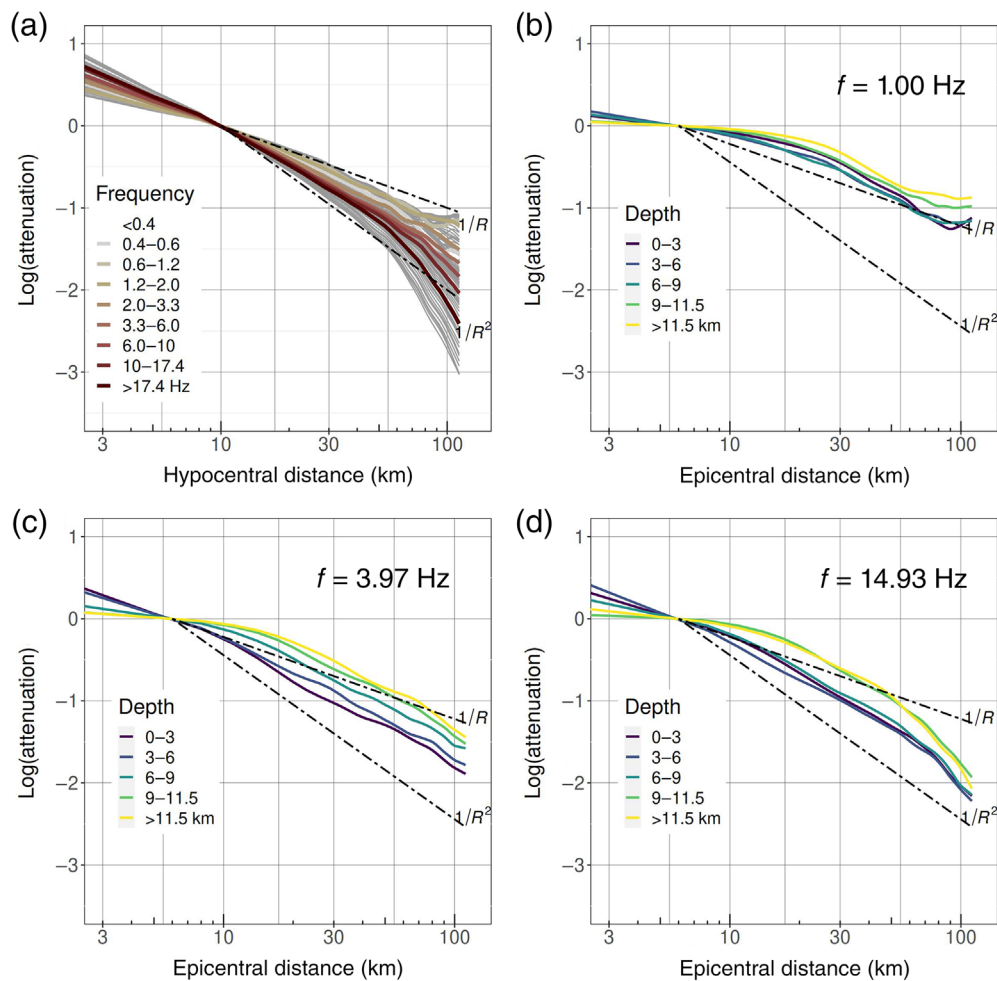 (a)
1
0
−1
−2
−3
Log(attenuation)
Frequency
<0.4
0.4−0.6
0.6−1.2
1.2−2.0
2.0−3.3
3.3−6.0
6.0−10
10−17.4
>17.4 Hz
1/R
1/R²
3
10
30
100
Hypocentral distance (km)
(b)
f = 1.00 Hz
1
0
−1
−2
−3
Log(attenuation)
Depth
0−3
3−6
6−9
9−11.5
>11.5 km
1/R
1/R²
3
10
30
100
Epicentral distance (km)
(c)
f = 3.97 Hz
1
0
−1
−2
−3
Log(attenuation)
Depth
0−3
3−6
6−9
9−11.5
>11.5 km
1/R
1/R²
3
10
30
100
Epicentral distance (km)
(d)
f = 14.93 Hz
1
0
−1
−2
−3
Log(attenuation)
Depth
0−3
3−6
6−9
9−11.5
>11.5 km
1/R
1/R²
3
10
30
100
Epicentral distance (km)